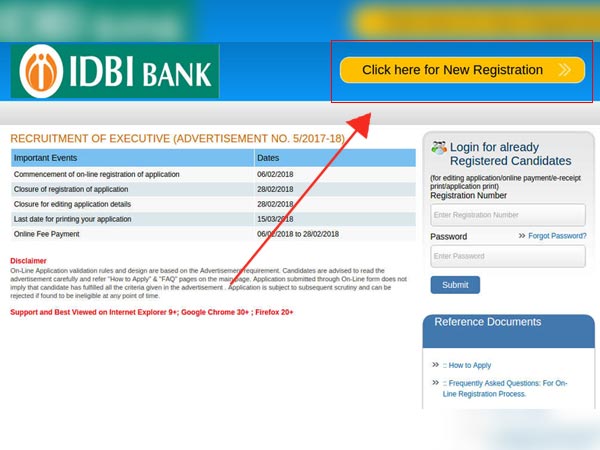 IDBI BANK
Click here for New Registration
RECRUITMENT OF EXECUTIVE (ADVERTISEMENT NO. 5/2017-18)
Important Events Dates
Commencement of on-line registration of application 06/02/2018
Closure of registration of application 28/02/2018
Closure for editing application details 28/02/2018
Last date for printing your application 15/03/2018
Online Fee Payment 06/02/2018 to 28/02/2018
Disclaimer
On-Line Application validation rules and design are based on the Advertisement requirement. Candidates are advised to read the
advertisement carefully and refer "How to Apply" & "FAQ" pages on the main page. Application submitted through On-Line form does not
imply that candidate has fulfilled all the criteria given in the advertisement . Application is subject to subsequent scrutiny and can be
rejected if found to be ineligible at any point of time.
Support and Best Viewed on Internet Explorer 9+; Google Chrome 30+ ; Firefox 20+
Login for already
Registered Candidates
(for editing application/online payment/e-receipt
print/application print)
Registration Number
Enter Registration Number
Password >> Forgot Password?
Enter Password
Submit
Reference Documents
>> :: How to Apply
>> :: Frequently Asked Questions: For On-
Line Registration Process.